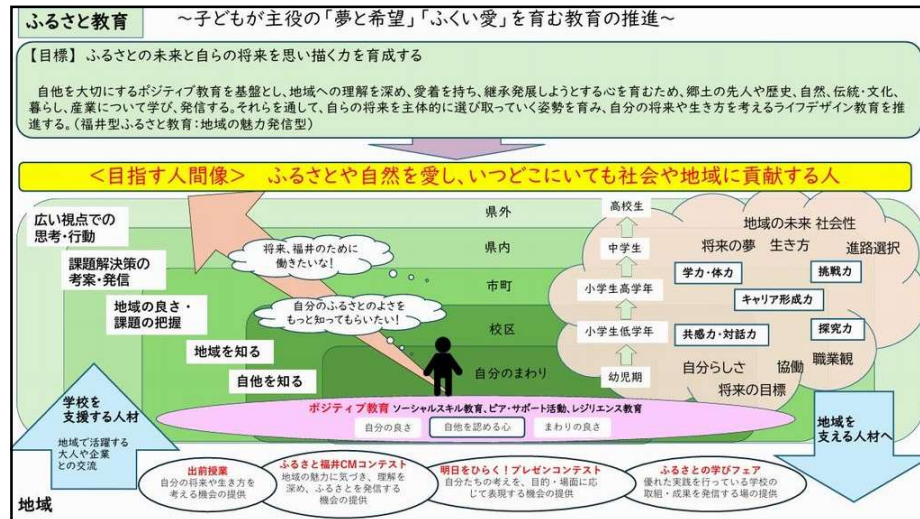 ふるさと教育
～子どもが主役の「夢と希望」「ふくい愛」を育む教育の推進～
【目標】 ふるさとの未来と自らの将来を思い描く力を育成する
自他を大切にするポジティブ教育を基盤とし、地域への理解を深め、愛着を持ち、継承発展しようとする心を育むため、郷土の先人や歴史、自然、伝統・文化、
暮らし、産業について学び、発信する。それらを通して、自らの将来を主体的に選び取っていく姿勢を育み、自分の将来や生き方を考えるライフデザイン教育を
推進する。（福井型ふるさと教育：地域の魅力発信型）
＜目指す人間像＞ ふるさとや自然を愛し、いつどこにいても社会や地域に貢献する人
広い視点での
思考・行動
課題解決策の
考案・発信
地域の良さ・
課題の把握
地域を知る
自他を知る
将来、福井のために
働きたいな！
自分のふるさとのよさを
もっと知ってもらいたい！
県外
県内
市町
校区
自分のまわり
高校生
中学生
小学生高学年
小学生低学年
幼児期
地域の未来 社会性
将来の夢 生き方
進路選択
学力・体力
挑戦力
キャリア形成力
共感力・対話力
探究力
自分らしさ
協働
職業観
将来の目標
ポジティブ教育 ソーシャルスキル教育、ピア・サポート活動、レジリエンス教育
自分の良さ
自他を認める心
まわりの良さ
学校を
支援する人材
地域で活躍する
大人や企業
との交流
地域を
支える人材へ
出前授業
自分の将来や生き方を
考える機会の提供
ふるさと福井CMコンテスト
地域の魅力に気づき、理解を
深め、ふるさとを発信する
機会の提供
明日をひらく！プレゼンコンテスト
自分たちの考えを、目的・場面に応
じて表現する機会の提供
ふるさとの学びフェア
優れた実践を行っている学校の
取組・成果を発信する場の提供
地域